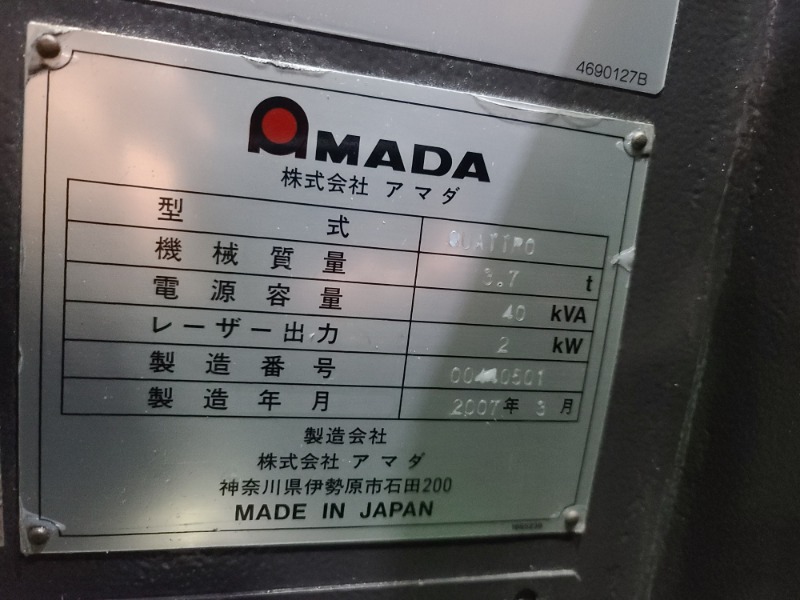 4690127B
AMADA
株式会社 アマダ
型式 QUATTRO
機械質量 3.7 t
電源容量 40 kVA
レーザー出力 2 kW
製造番号
製造年月 2007年 3月
製造会社
株式会社 アマダ
神奈川県伊勢原市石田200
MADE IN JAPAN